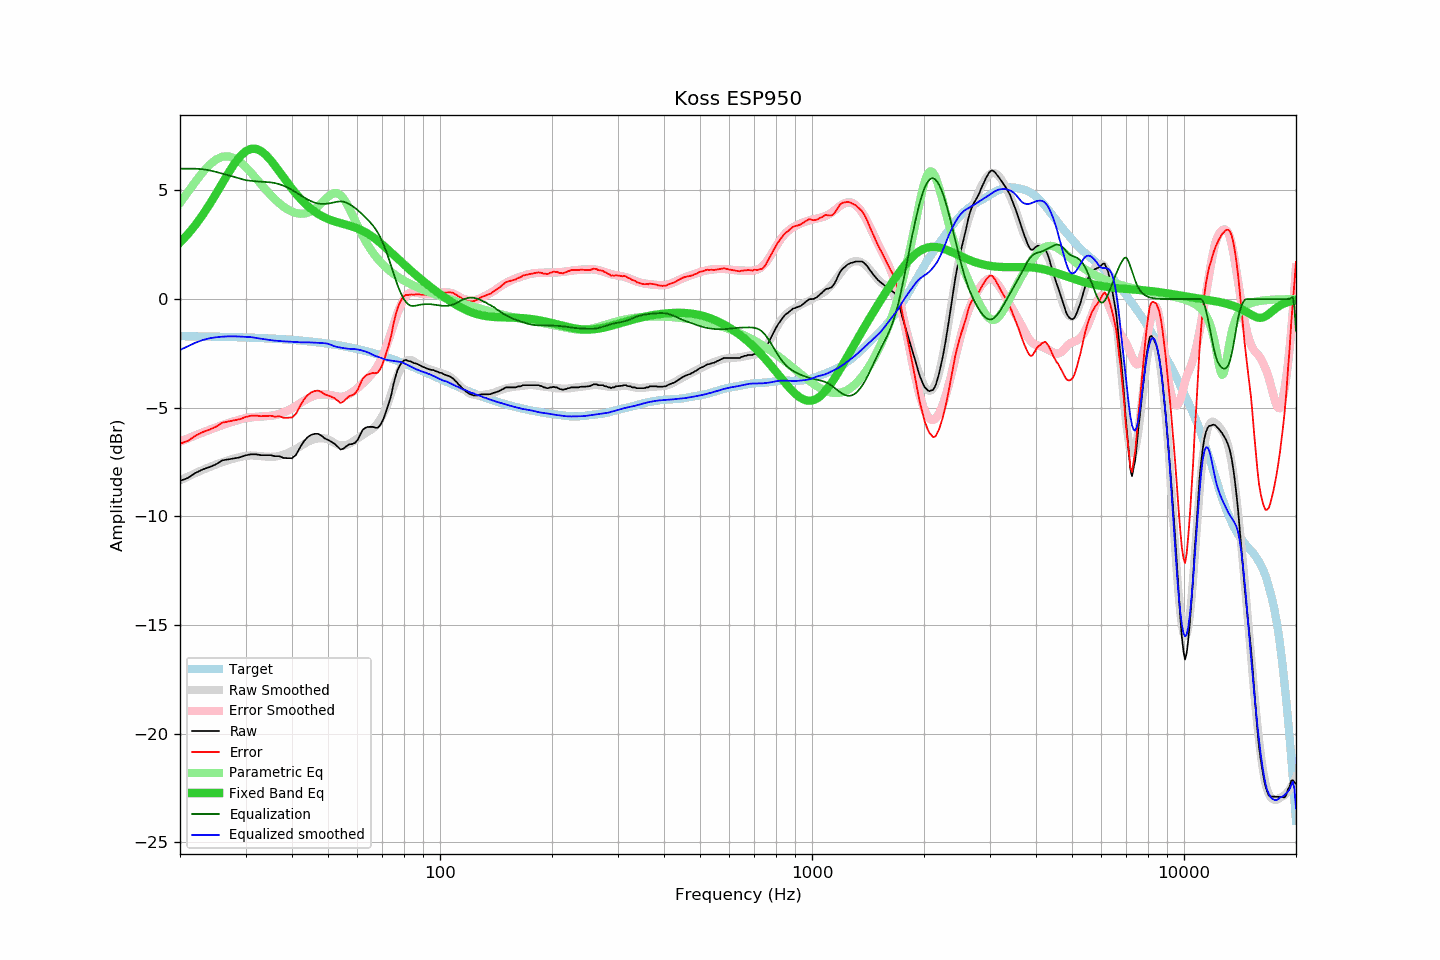 Koss ESP950
Amplitude (dBr)
5
0
−5
−10
−15
−20
−25
Target
Raw Smoothed
Error Smoothed
Raw
Error
Parametric Eq
Fixed Band Eq
Equalization
Equalized smoothed
100
1000
10000
Frequency (Hz)